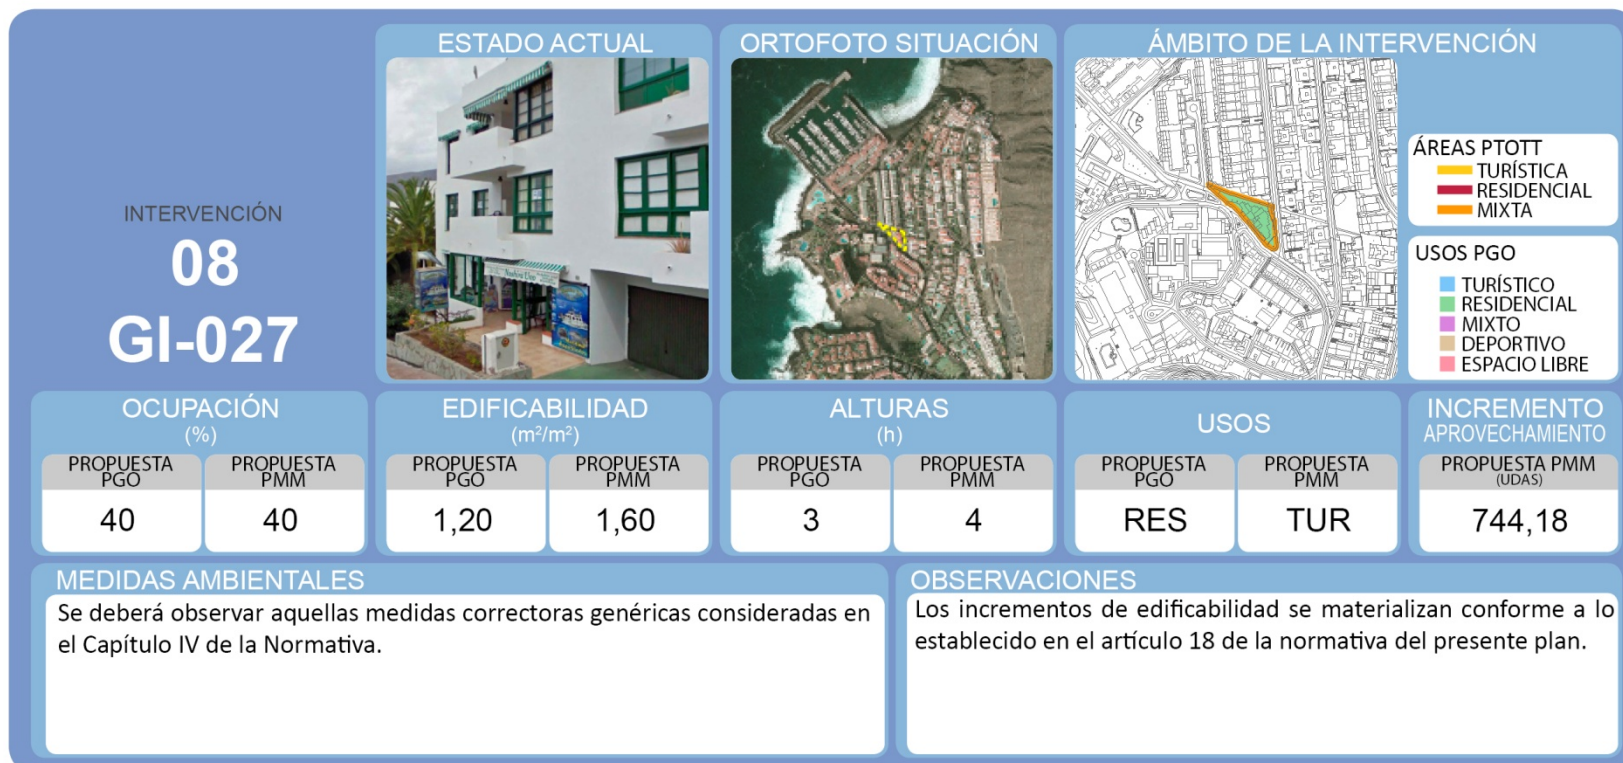 INTERVENCIÓN
08
GI-027
ESTADO ACTUAL
ORTOFOTO SITUACIÓN
ÁMBITO DE LA INTERVENCIÓN
ÁREAS PTOTT
TURÍSTICA
RESIDENCIAL
MIXTA
USOS PGO
TURÍSTICO
RESIDENCIAL
MIXTO
DEPORTIVO
ESPACIO LIBRE
OCUPACIÓN
(%)
PROPUESTA
PGO
PROPUESTA
PMM
40
40
EDIFICABILIDAD
(m²/m²)
PROPUESTA
PGO
PROPUESTA
PMM
1,20
1,60
ALTURAS
(h)
PROPUESTA
PGO
PROPUESTA
PMM
3
4
USOS
PROPUESTA
PGO
PROPUESTA
PMM
RES
TUR
INCREMENTO
APROVECHAMIENTO
PROPUESTA PMM
(UDAS)
744,18
MEDIDAS AMBIENTALES
Se deberá observar aquellas medidas correctoras genéricas consideradas en
el Capítulo IV de la Normativa.
OBSERVACIONES
Los incrementos de edificabilidad se materializan conforme a lo
establecido en el artículo 18 de la normativa del presente plan.